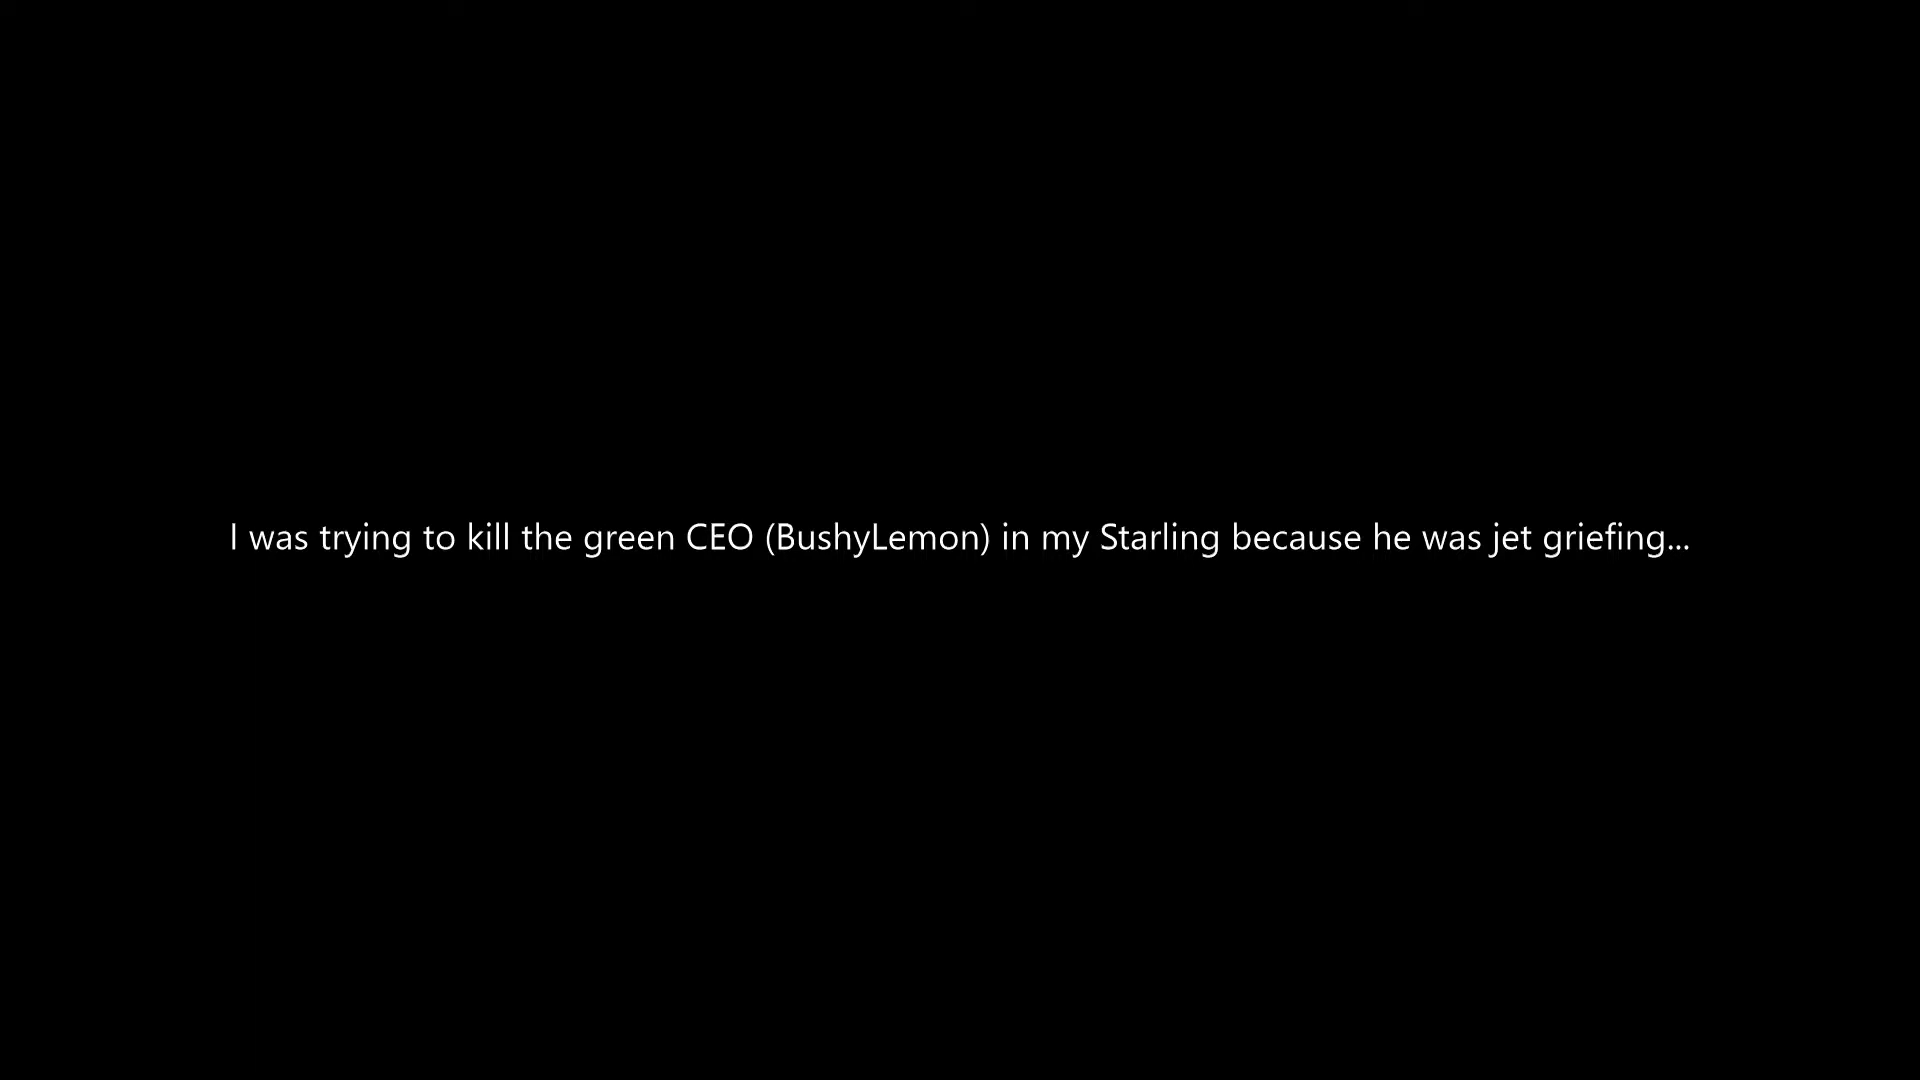 I was trying to kill the green CEO (BushyLemon) in my Starling because he was jet griefing...